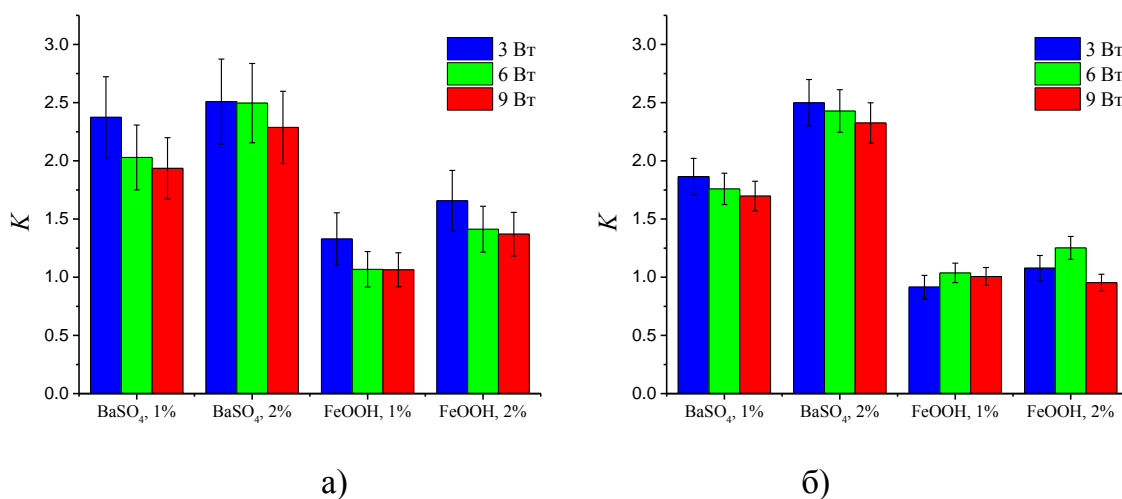 3.0
2.5
2.0
1.5
1.0
0.5
0.0
K
3 Вт
6 Вт
9 Вт
BaSO₄, 1%
BaSO₄, 2%
FeOOH, 1%
FeOOH, 2%
а)
3.0
2.5
2.0
1.5
1.0
0.5
0.0
K
3 Вт
6 Вт
9 Вт
BaSO₄, 1%
BaSO₄, 2%
FeOOH, 1%
FeOOH, 2%
б)